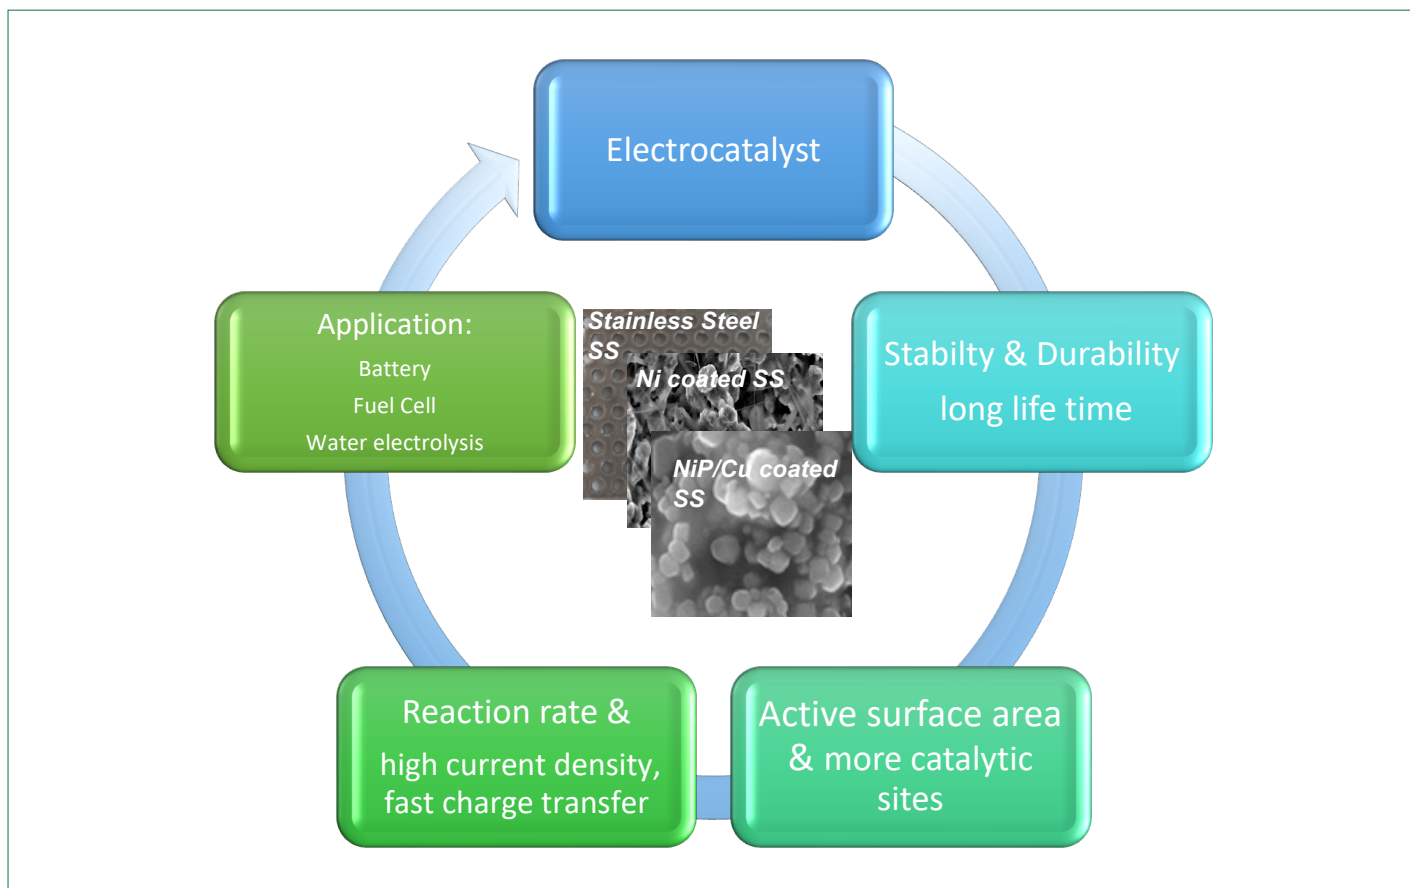 Electrocatalyst
Application:
Battery
Fuel Cell
Water electrolysis
Stainless Steel
SS
Ni coated SS
NiP/Cu coated
SS
Stabilty & Durability
long life time
Reaction rate &
high current density,
fast charge transfer
Active surface area
& more catalytic
sites